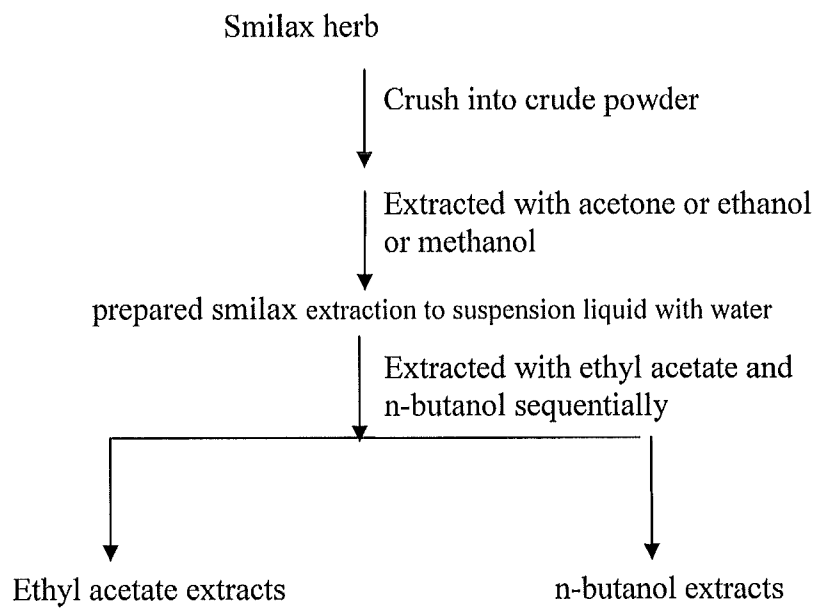 Smilax herb
Crush into crude powder
Extracted with acetone or ethanol
or methanol
prepared smilax extraction to suspension liquid with water
Extracted with ethyl acetate and
n-butanol sequentially
Ethyl acetate extracts
n-butanol extracts